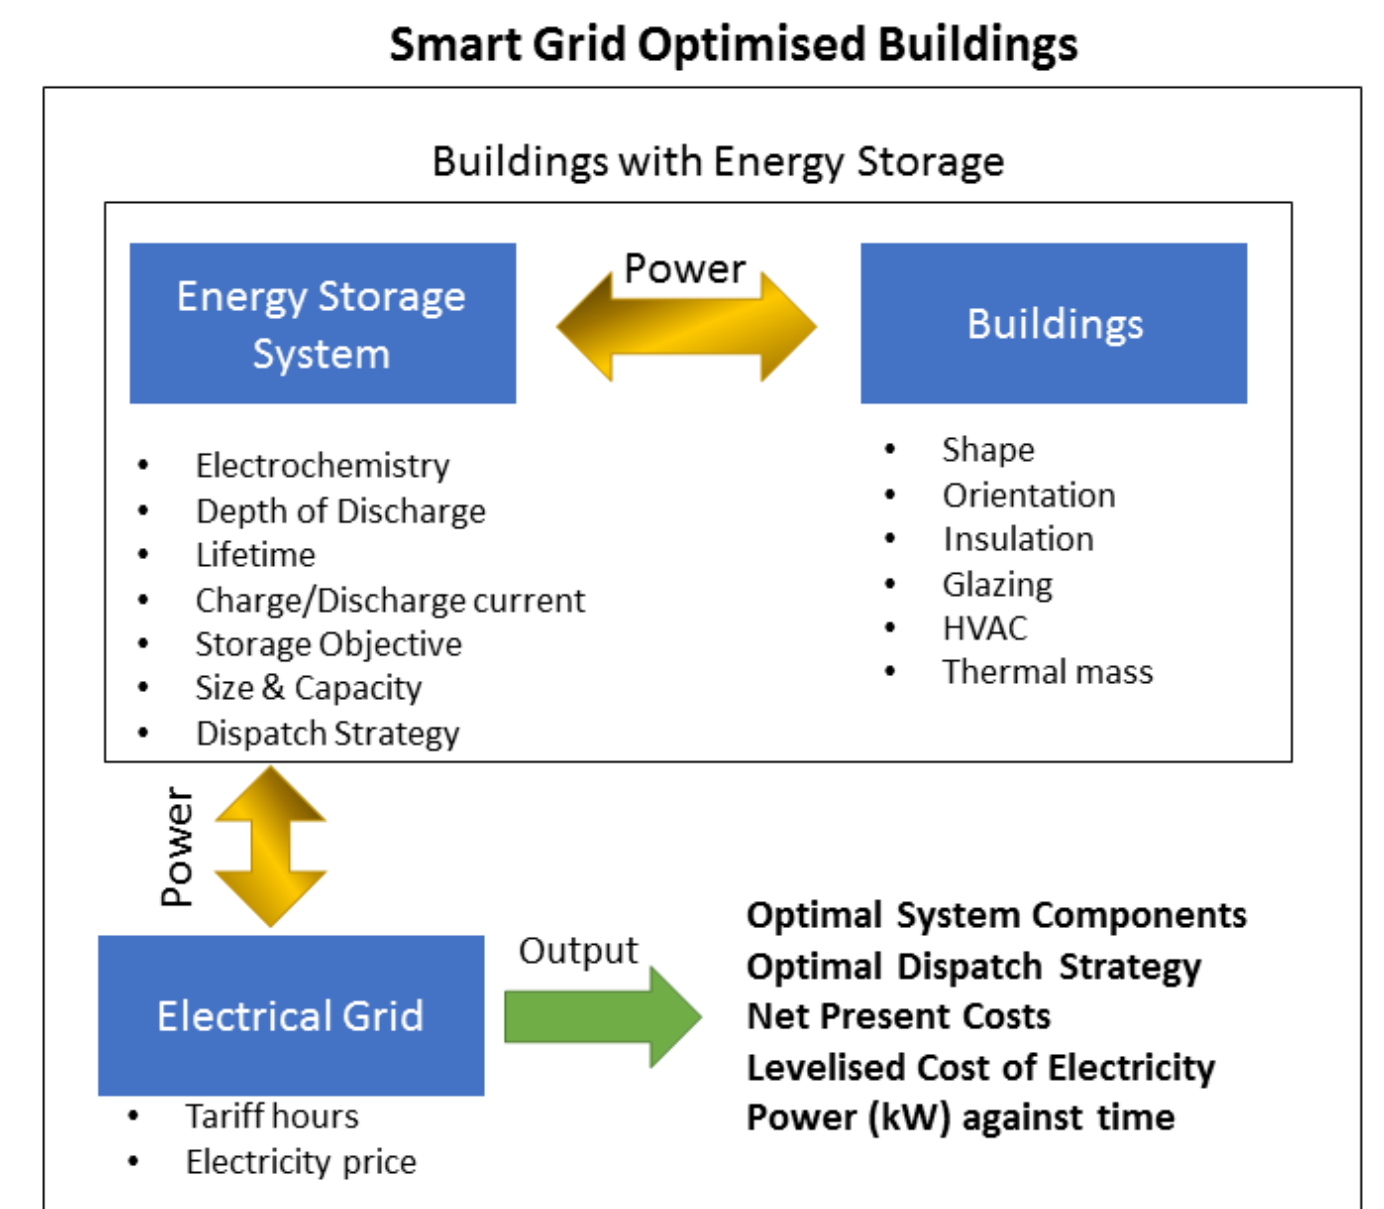 Smart Grid Optimised Buildings
Buildings with Energy Storage
Energy Storage
System
Power
Buildings
• Electrochemistry
• Depth of Discharge
• Lifetime
• Charge/Discharge current
• Storage Objective
• Size & Capacity
• Dispatch Strategy
• Shape
• Orientation
• Insulation
• Glazing
• HVAC
• Thermal mass
Power
Electrical Grid
• Tariff hours
• Electricity price
Output
Optimal System Components
Optimal Dispatch Strategy
Net Present Costs
Levelised Cost of Electricity
Power (kW) against time